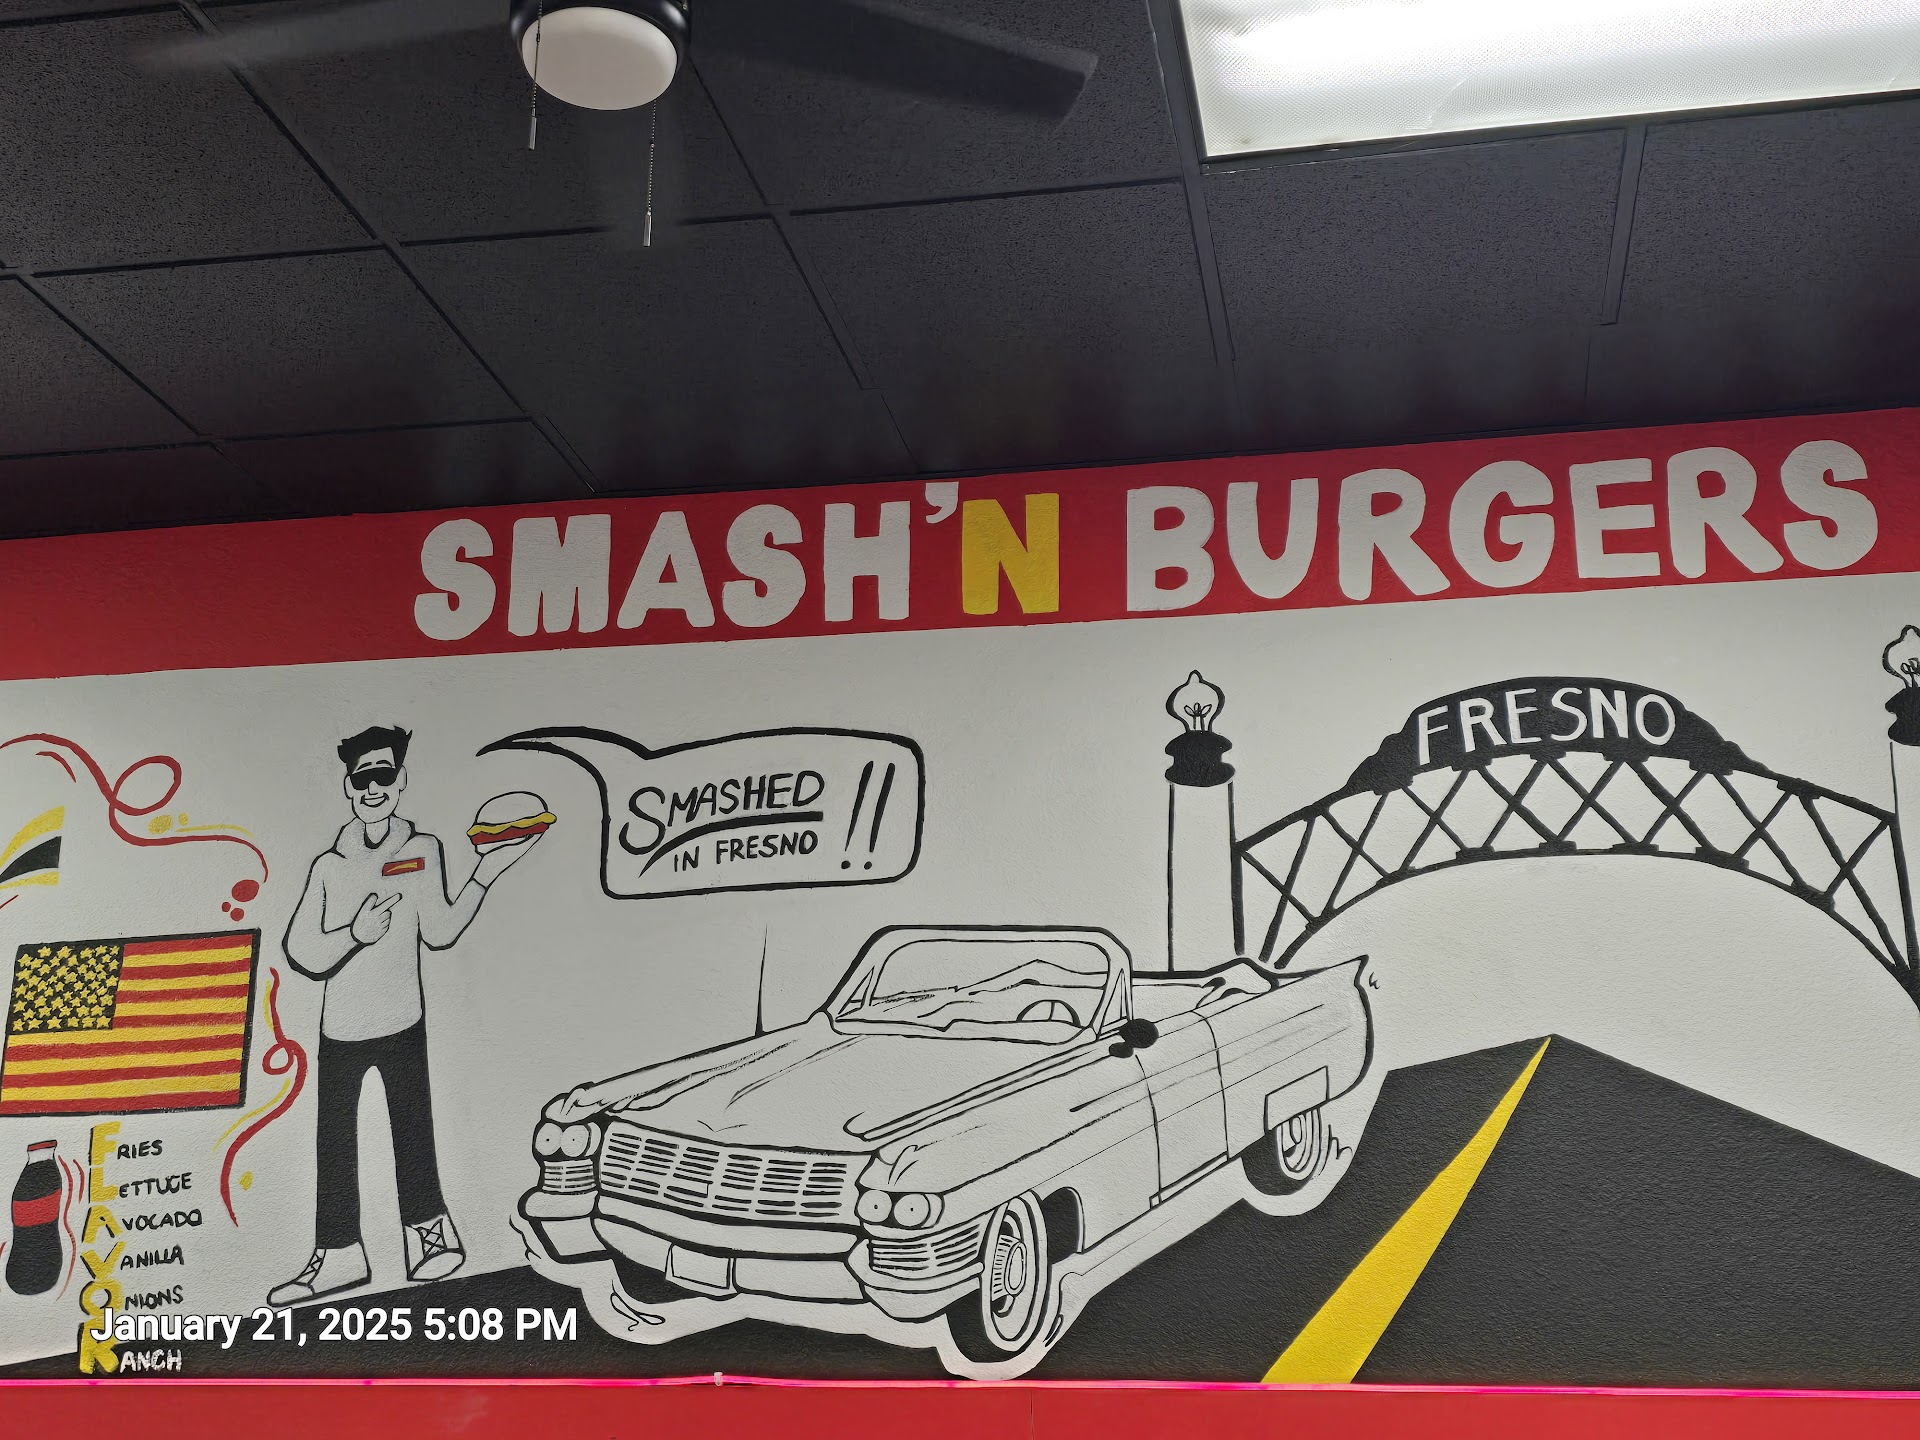 SMASH'N BURGERS
FRESNO
SMASHED
IN FRESNO !!
FRIES
LETTUCE
AVOCADO
VANILLA
ONIONS
January 21, 2025 5:08 PM
RANCH